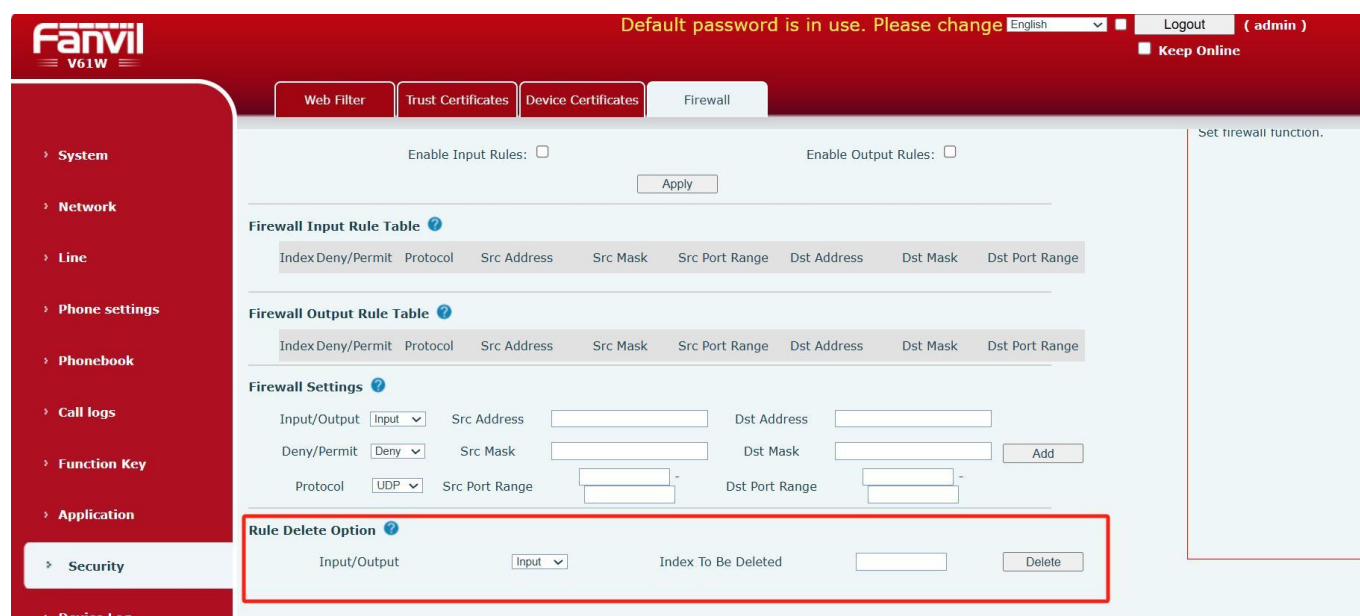 Default password is in use. Please change English Logout ( admin )
Fanvil
V61W
Keep Online
Web Filter Trust Certificates Device Certificates Firewall
Set firewall function.
› System
Enable Input Rules: Enable Output Rules:
Apply
› Network
Firewall Input Rule Table ?
› Line
Index Deny/Permit Protocol Src Address Src Mask Src Port Range Dst Address Dst Mask Dst Port Range
› Phone settings
Firewall Output Rule Table ?
Index Deny/Permit Protocol Src Address Src Mask Src Port Range Dst Address Dst Mask Dst Port Range
› Phonebook
Firewall Settings ?
› Call logs
Input/Output Input Src Address Dst Address
Deny/Permit Deny Src Mask Dst Mask Add
› Function Key
Protocol UDP Src Port Range - Dst Port Range -
› Application
Rule Delete Option ?
› Security
Input/Output Input Index To Be Deleted Delete
› Device Log